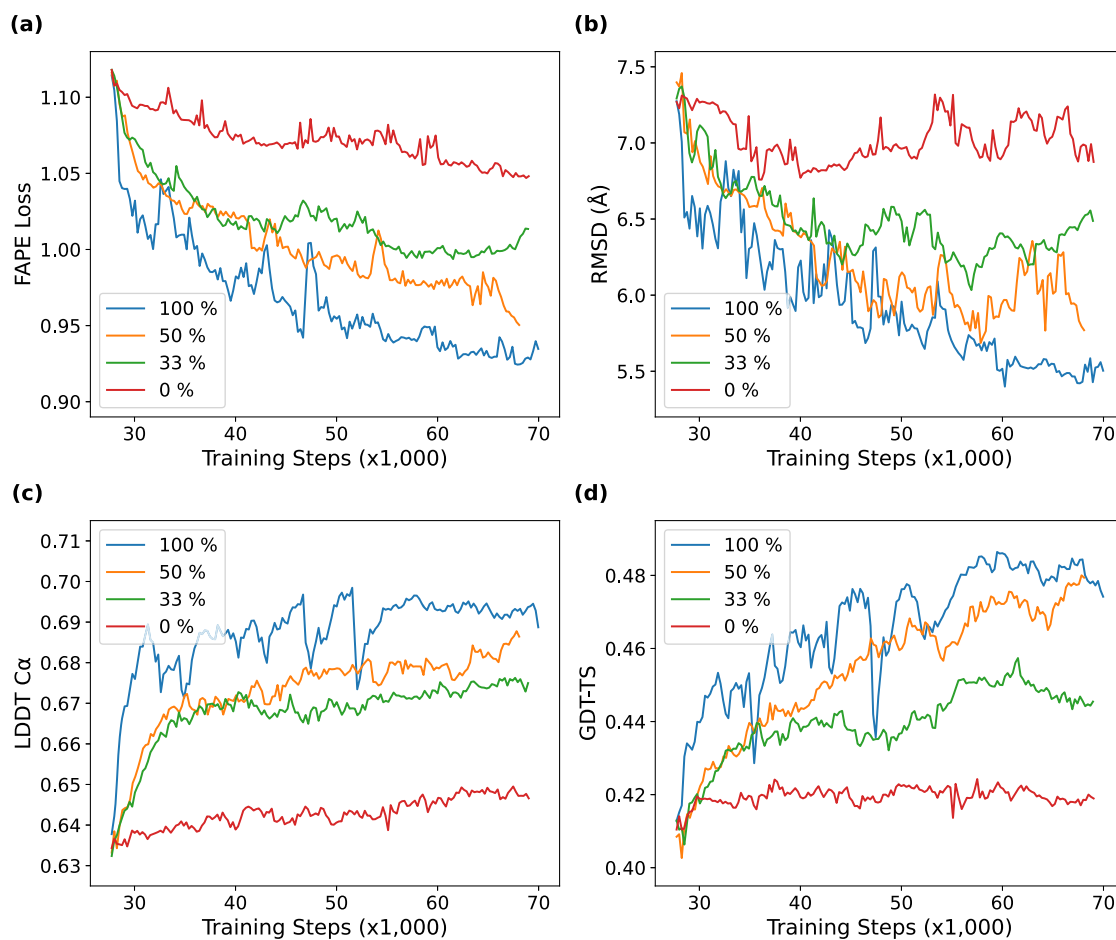 (a)
1.10
1.05
1.00
0.95
0.90
FAPE Loss
100 %
50 %
33 %
0 %
30 40 50 60 70
Training Steps (x1,000)
(b)
7.5
7.0
6.5
6.0
5.5
RMSD (Å)
100 %
50 %
33 %
0 %
30 40 50 60 70
Training Steps (x1,000)
(c)
0.71
0.70
0.69
0.68
0.67
0.66
0.65
0.64
0.63
LDDT Cα
100 %
50 %
33 %
0 %
30 40 50 60 70
Training Steps (x1,000)
(d)
0.48
0.46
0.44
0.42
0.40
GDT-TS
100 %
50 %
33 %
0 %
30 40 50 60 70
Training Steps (x1,000)